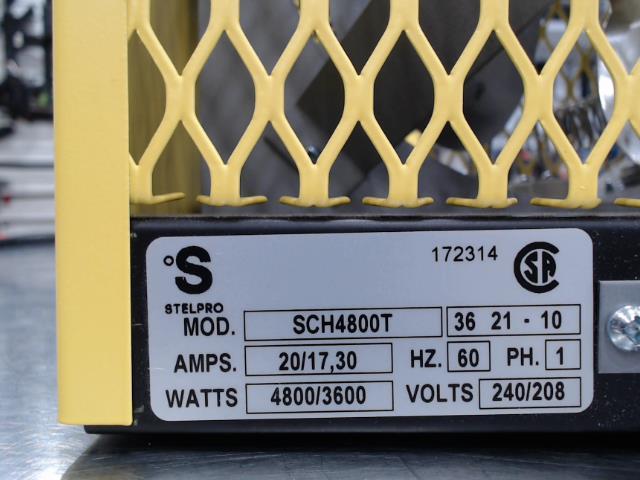 °S
STELPRO
172314
CSA
MOD. SCH4800T 36 21 - 10
AMPS. 20/17,30 HZ. 60 PH. 1
WATTS 4800/3600 VOLTS 240/208